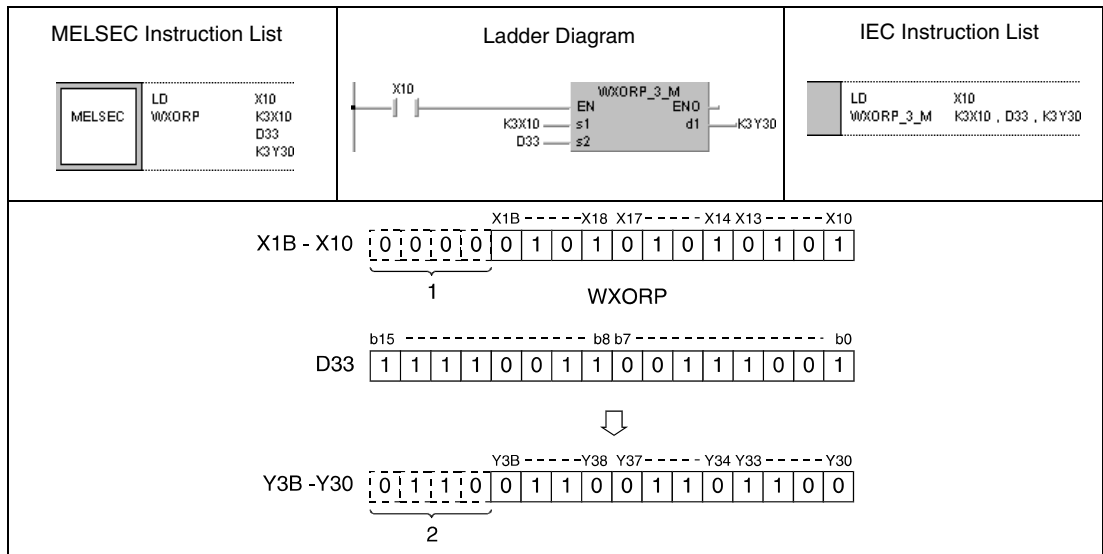 MELSEC Instruction List
Ladder Diagram
IEC Instruction List
MELSEC
LD X10
WXORP K3X10
D33
K3Y30
X10
WXORP_3_M
EN ENO
K3X10 s1 d1 K3Y30
D33 s2
LD X10
WXORP_3_M K3X10 , D33 , K3Y30
X1B - - - - - X18 X17 - - - - - X14 X13 - - - - - X10
X1B - X10 0 0 0 0 0 1 0 1 0 1 0 1 0 1 0 1
1
WXORP
b15 - - - - - - - - - - - - - - b8 b7 - - - - - - - - - - - - - - b0
D33 1 1 1 1 0 0 1 1 0 0 1 1 1 0 0 1
Y3B - - - - - Y38 Y37 - - - - - Y34 Y33 - - - - - Y30
Y3B -Y30 0 1 1 0 0 1 1 0 0 1 1 0 1 1 0 0
2